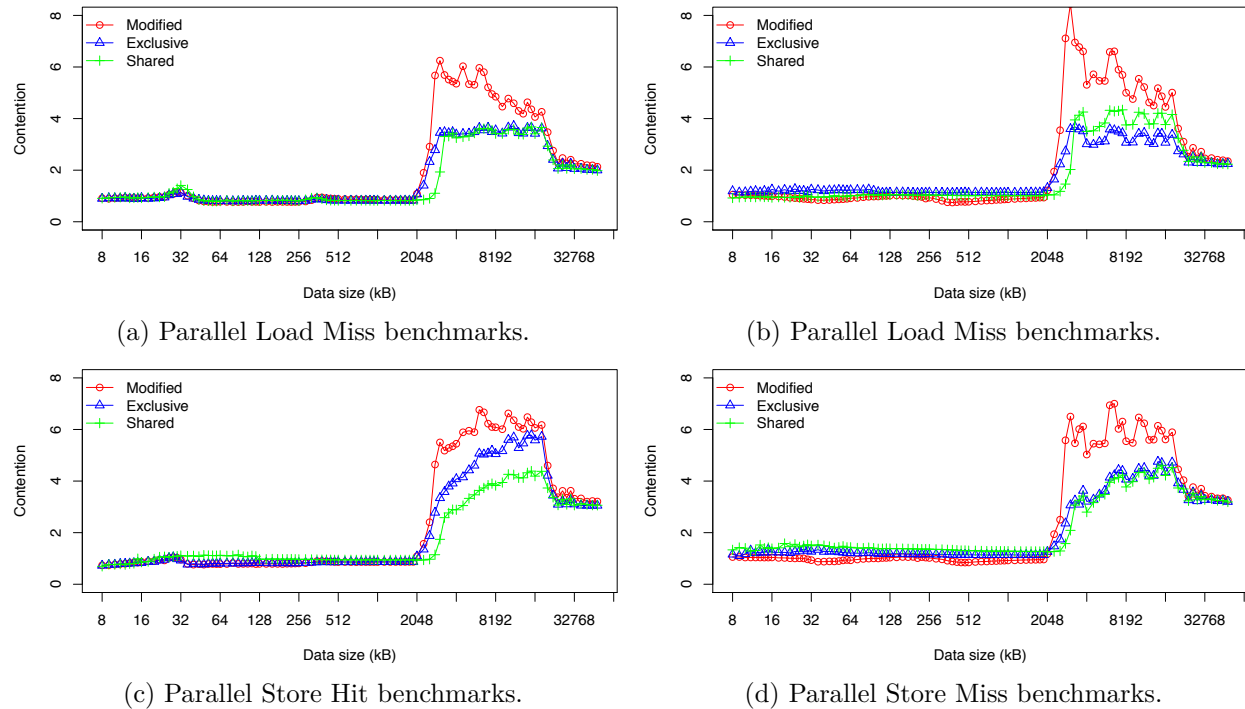 8
6
4
2
0
Contention
Modified
Exclusive
Shared
8 16 32 64 128 256 512 2048 8192 32768
Data size (kB)
(a) Parallel Load Miss benchmarks.
8
6
4
2
0
Contention
Modified
Exclusive
Shared
8 16 32 64 128 256 512 2048 8192 32768
Data size (kB)
(b) Parallel Load Miss benchmarks.
8
6
4
2
0
Contention
Modified
Exclusive
Shared
8 16 32 64 128 256 512 2048 8192 32768
Data size (kB)
(c) Parallel Store Hit benchmarks.
8
6
4
2
0
Contention
Modified
Exclusive
Shared
8 16 32 64 128 256 512 2048 8192 32768
Data size (kB)
(d) Parallel Store Miss benchmarks.